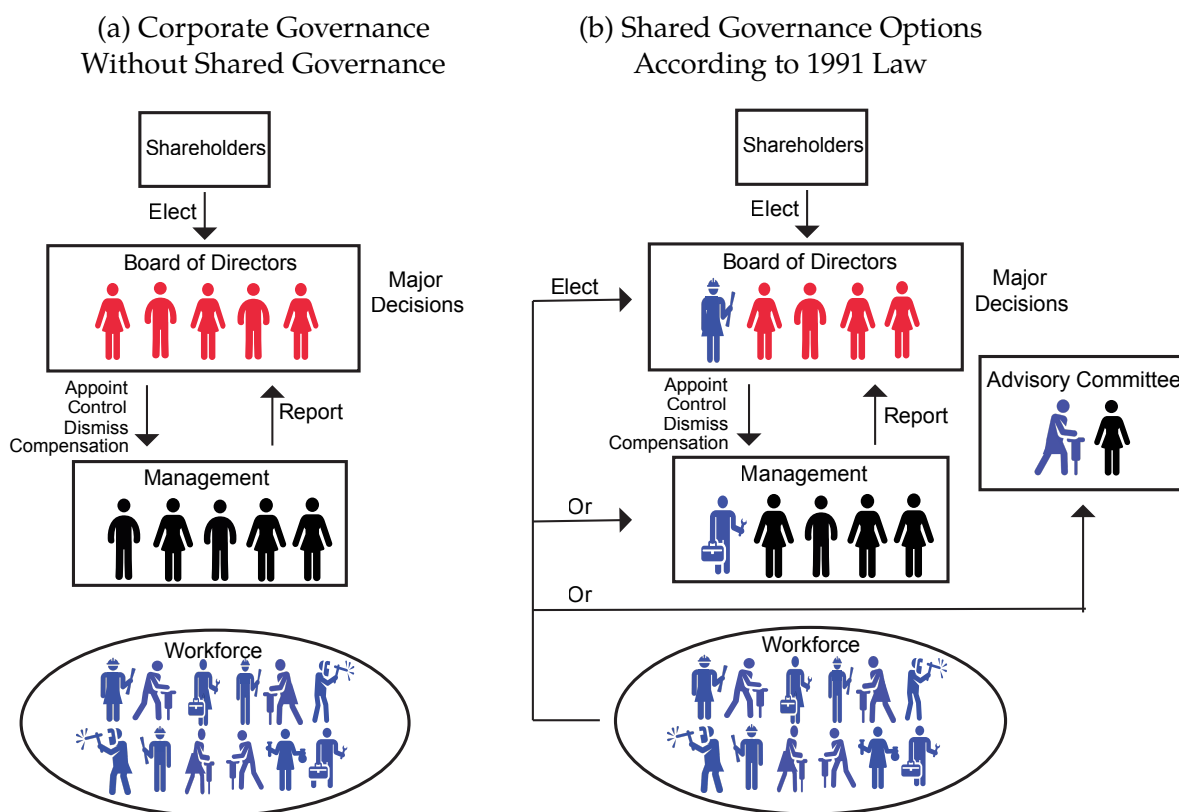 (a) Corporate Governance
Without Shared Governance
Shareholders
Elect
Board of Directors
Major
Decisions
Appoint
Control
Dismiss
Compensation
Report
Management
Workforce
(b) Shared Governance Options
According to 1991 Law
Shareholders
Elect
Elect
Board of Directors
Major
Decisions
Appoint
Control
Dismiss
Compensation
Report
Advisory Committee
Management
Or
Or
Workforce